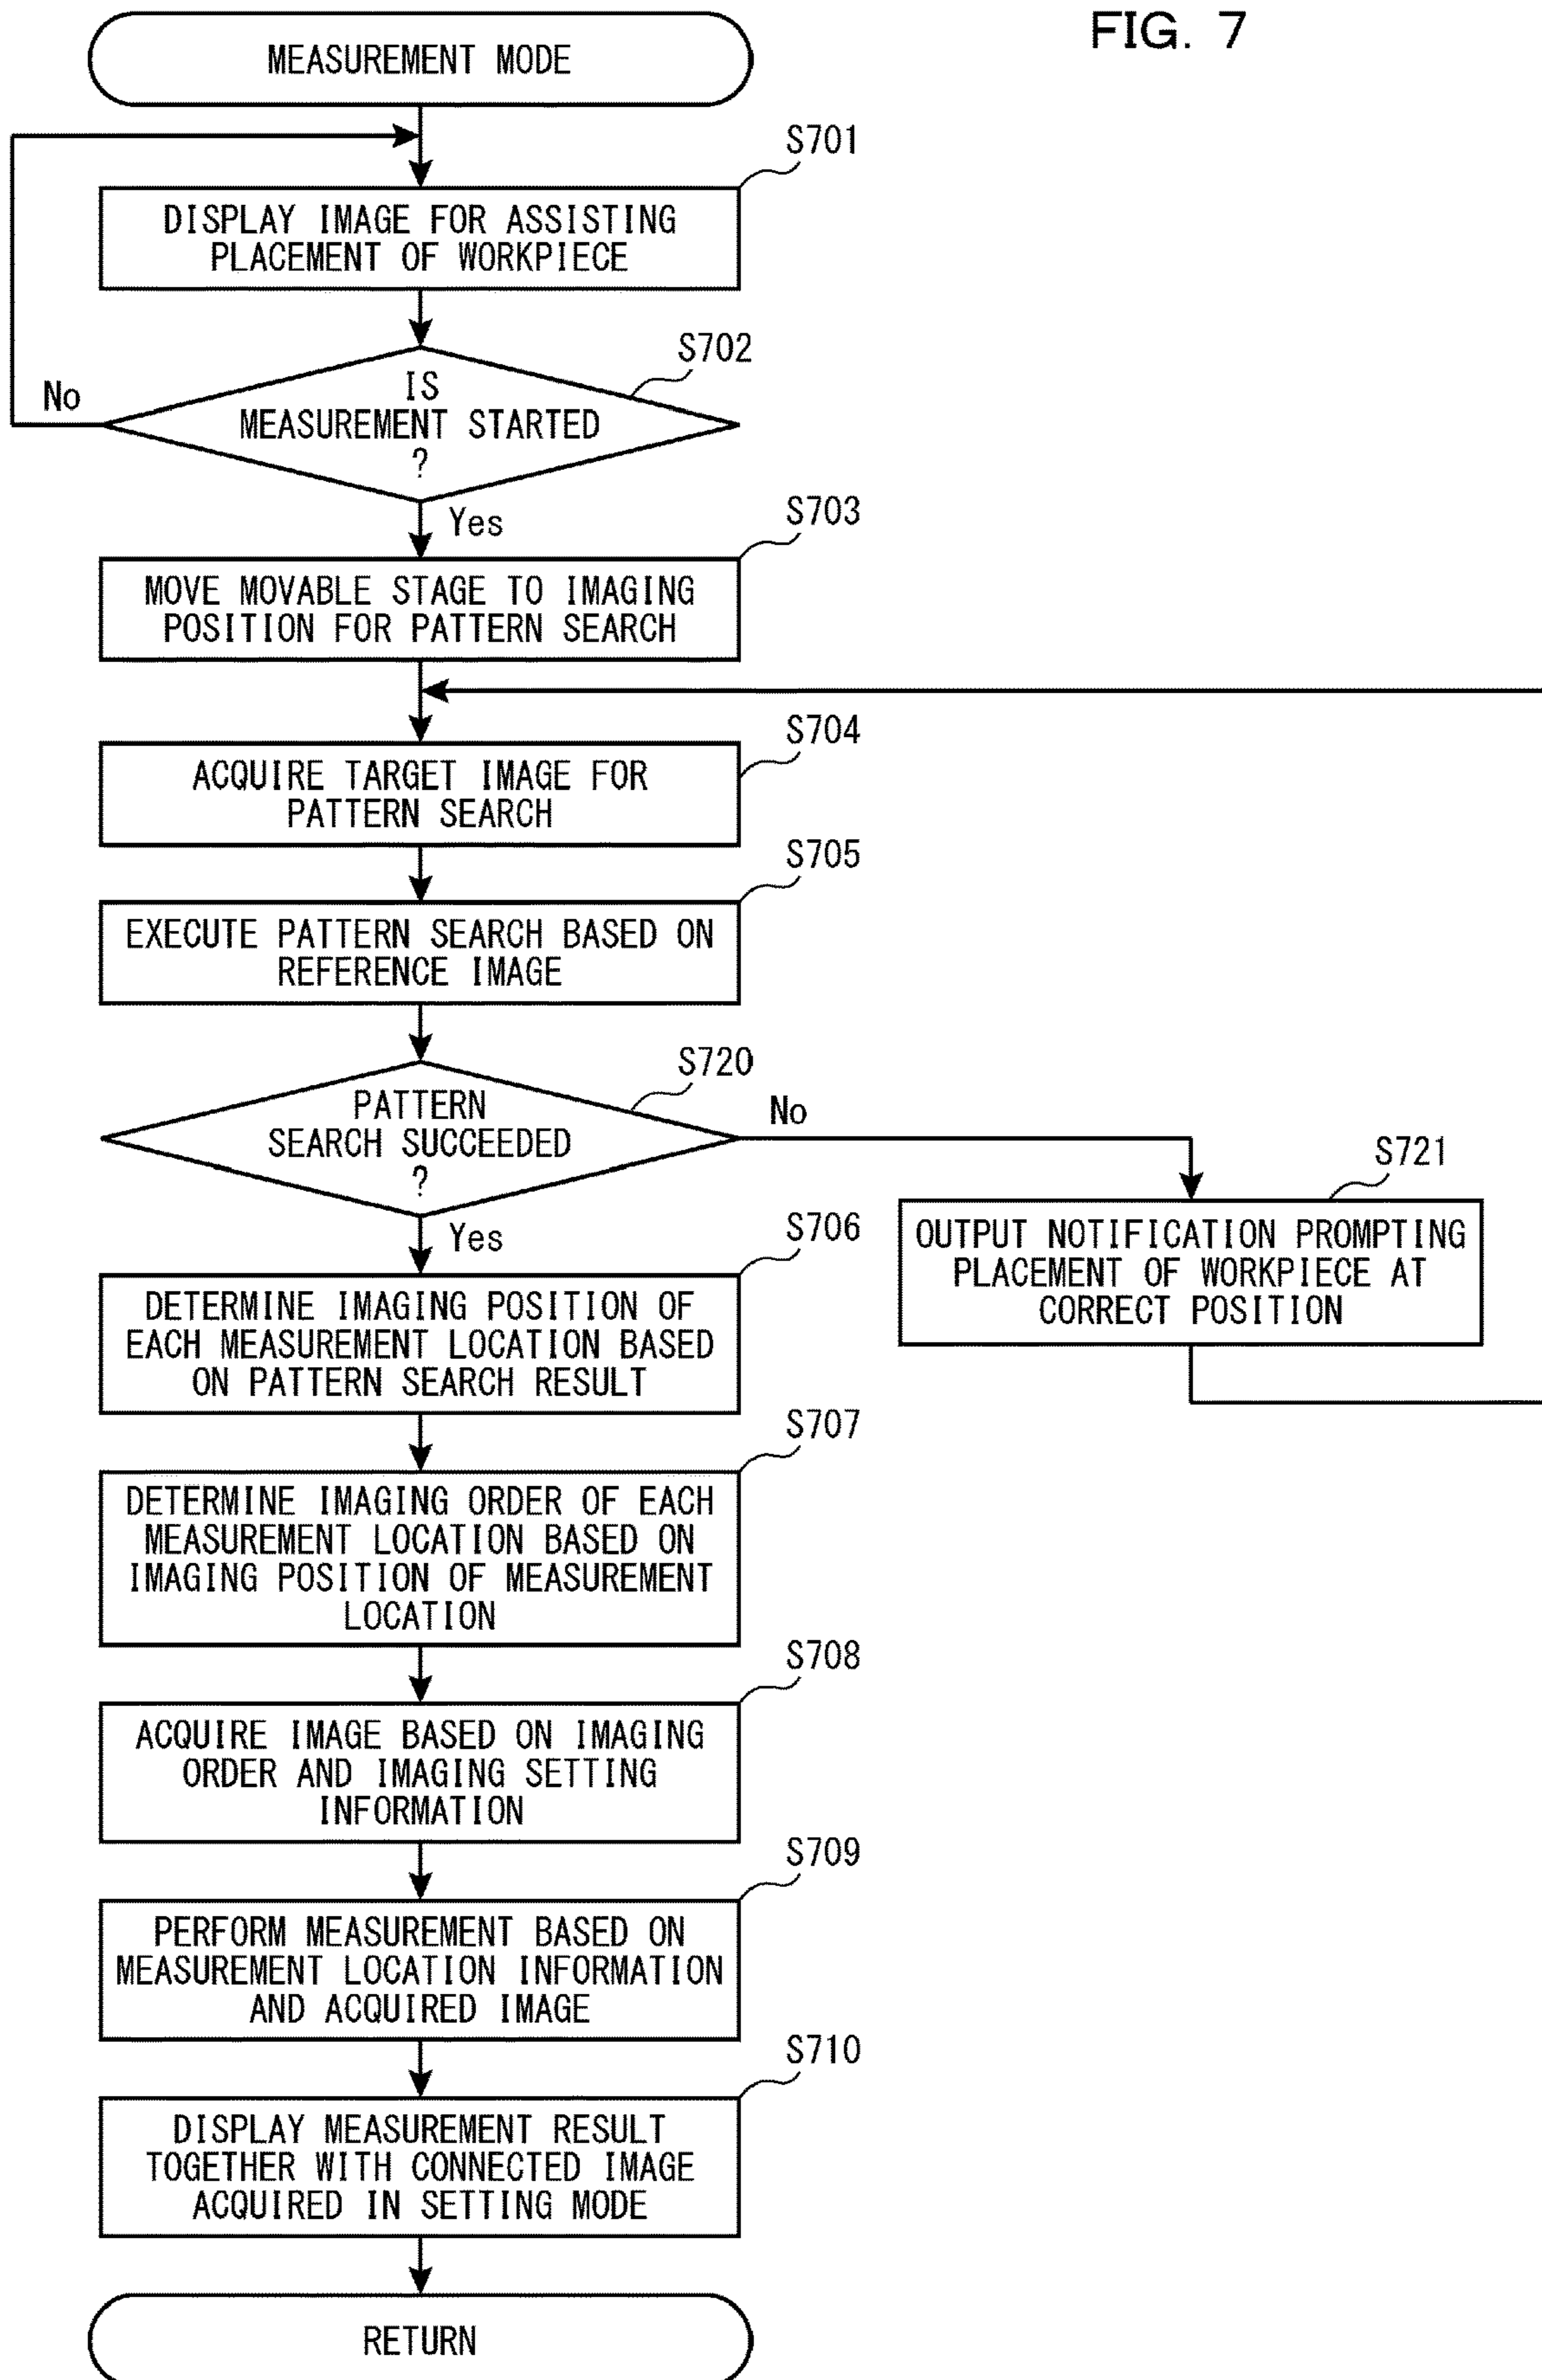 FIG. 7
MEASUREMENT MODE
S701
DISPLAY IMAGE FOR ASSISTING
PLACEMENT OF WORKPIECE
S702
IS
MEASUREMENT STARTED
?
No
Yes
S703
MOVE MOVABLE STAGE TO IMAGING
POSITION FOR PATTERN SEARCH
S704
ACQUIRE TARGET IMAGE FOR
PATTERN SEARCH
S705
EXECUTE PATTERN SEARCH BASED ON
REFERENCE IMAGE
S720
PATTERN
SEARCH SUCCEEDED
?
No
Yes
S721
OUTPUT NOTIFICATION PROMPTING
PLACEMENT OF WORKPIECE AT
CORRECT POSITION
S706
DETERMINE IMAGING POSITION OF
EACH MEASUREMENT LOCATION BASED
ON PATTERN SEARCH RESULT
S707
DETERMINE IMAGING ORDER OF EACH
MEASUREMENT LOCATION BASED ON
IMAGING POSITION OF MEASUREMENT
LOCATION
S708
ACQUIRE IMAGE BASED ON IMAGING
ORDER AND IMAGING SETTING
INFORMATION
S709
PERFORM MEASUREMENT BASED ON
MEASUREMENT LOCATION INFORMATION
AND ACQUIRED IMAGE
S710
DISPLAY MEASUREMENT RESULT
TOGETHER WITH CONNECTED IMAGE
ACQUIRED IN SETTING MODE
RETURN